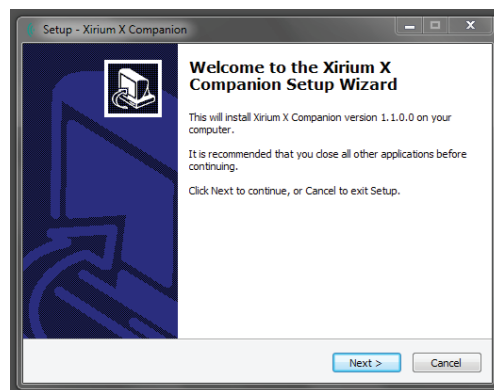 Setup - Xirium X Companion
Welcome to the Xirium X
Companion Setup Wizard
This will install Xirium X Companion version 1.1.0.0 on your
computer.
It is recommended that you close all other applications before
continuing.
Click Next to continue, or Cancel to exit Setup.
Next >
Cancel